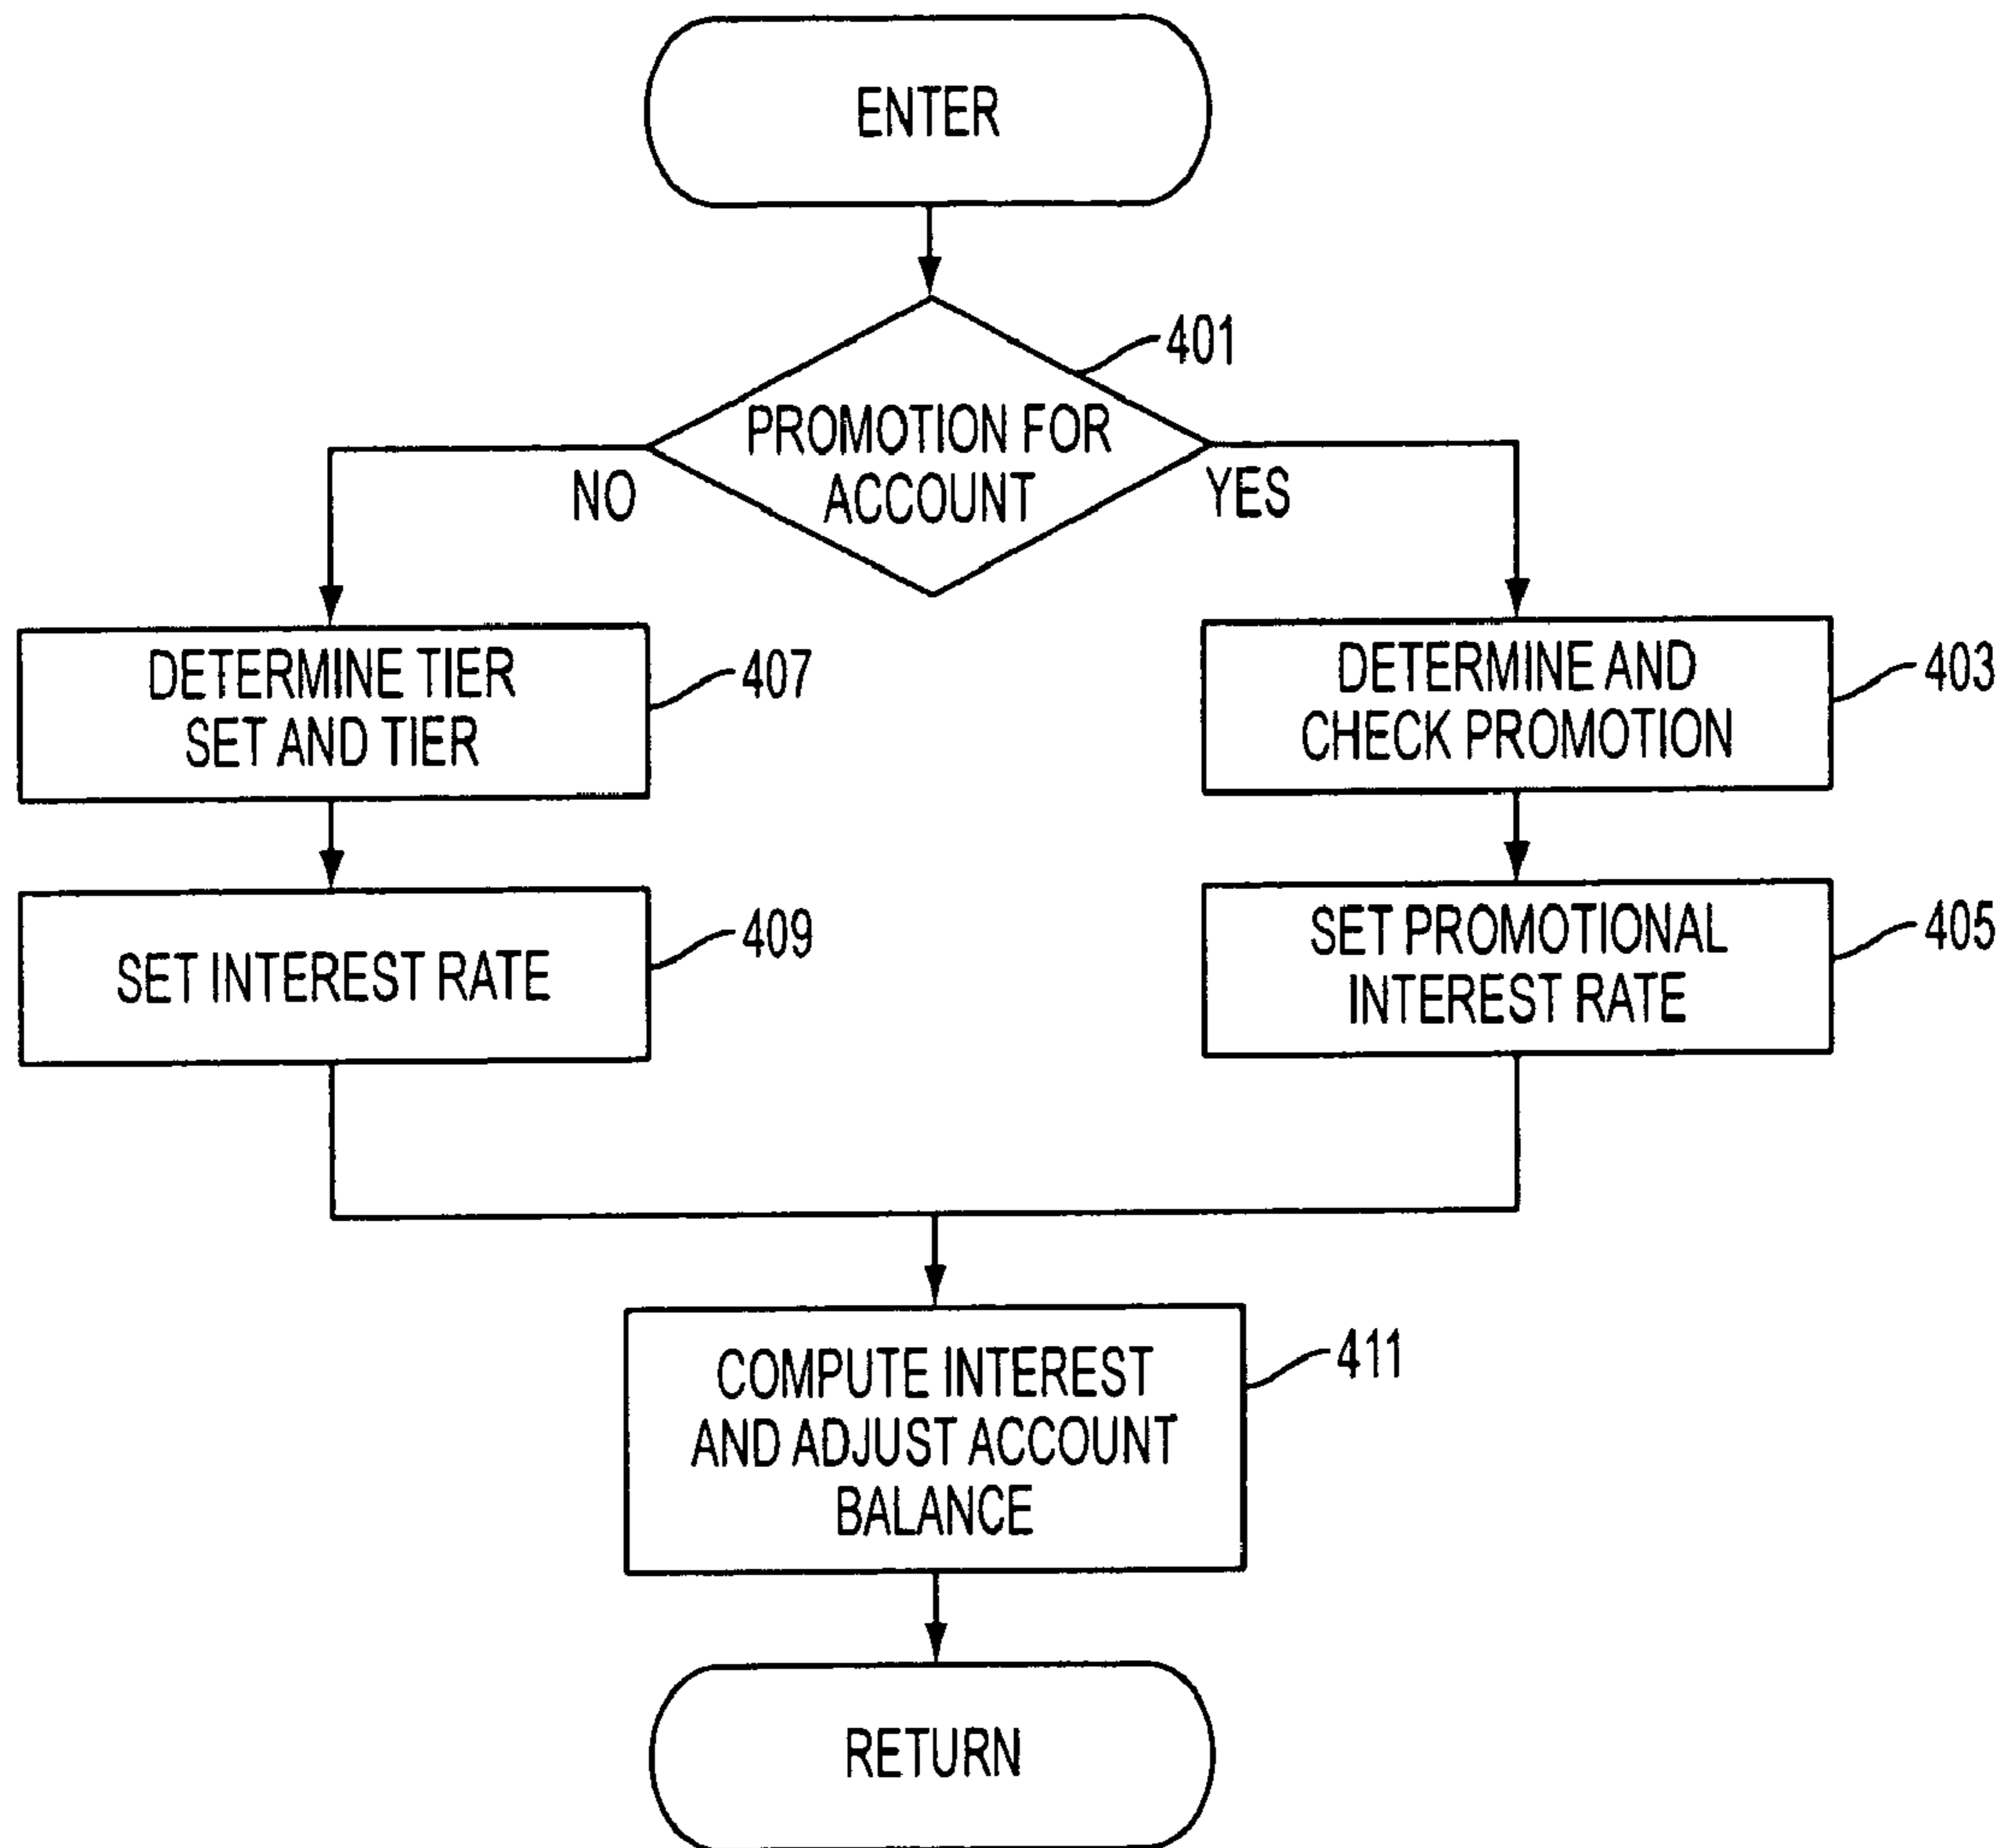 ENTER
401
PROMOTION FOR
ACCOUNT
NO
YES
DETERMINE TIER
SET AND TIER
407
DETERMINE AND
CHECK PROMOTION
403
SET INTEREST RATE
409
SET PROMOTIONAL
INTEREST RATE
405
COMPUTE INTEREST
AND ADJUST ACCOUNT
BALANCE
411
RETURN